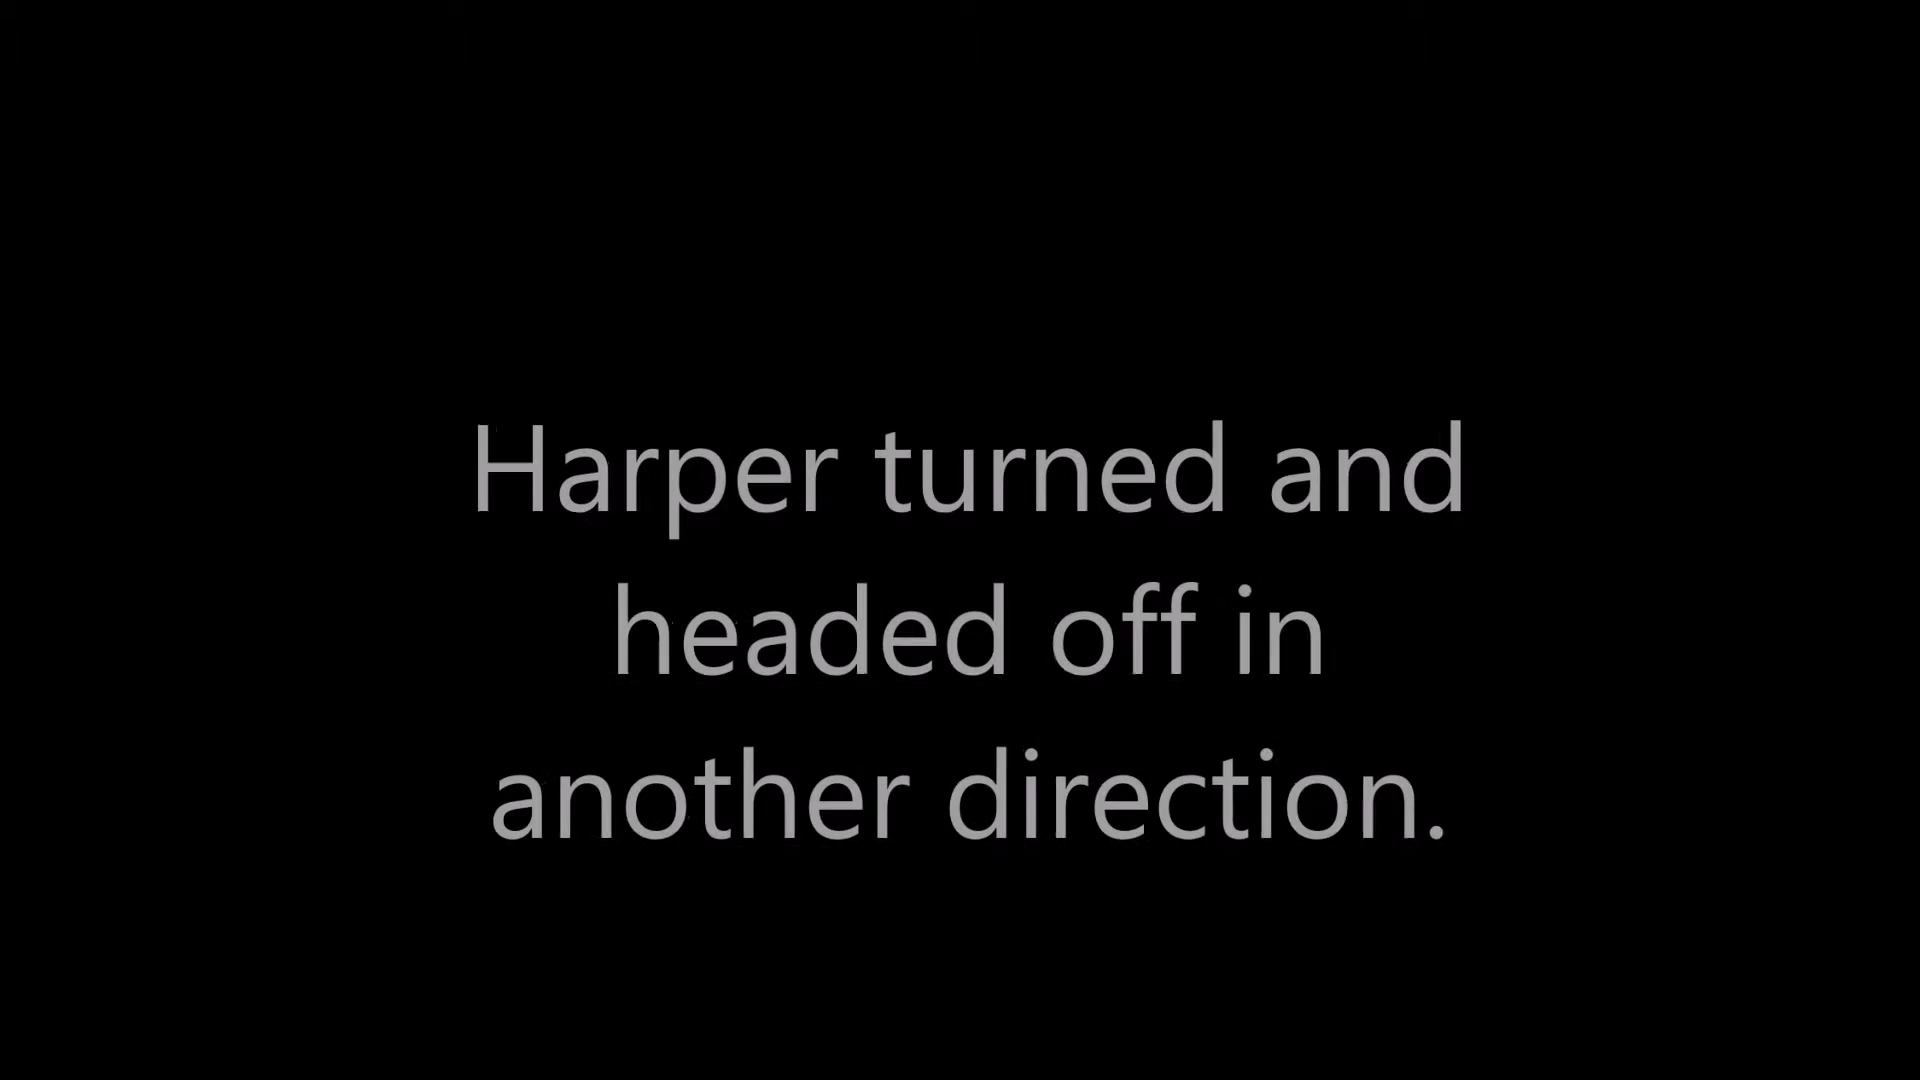 Harper turned and
headed off in
another direction.